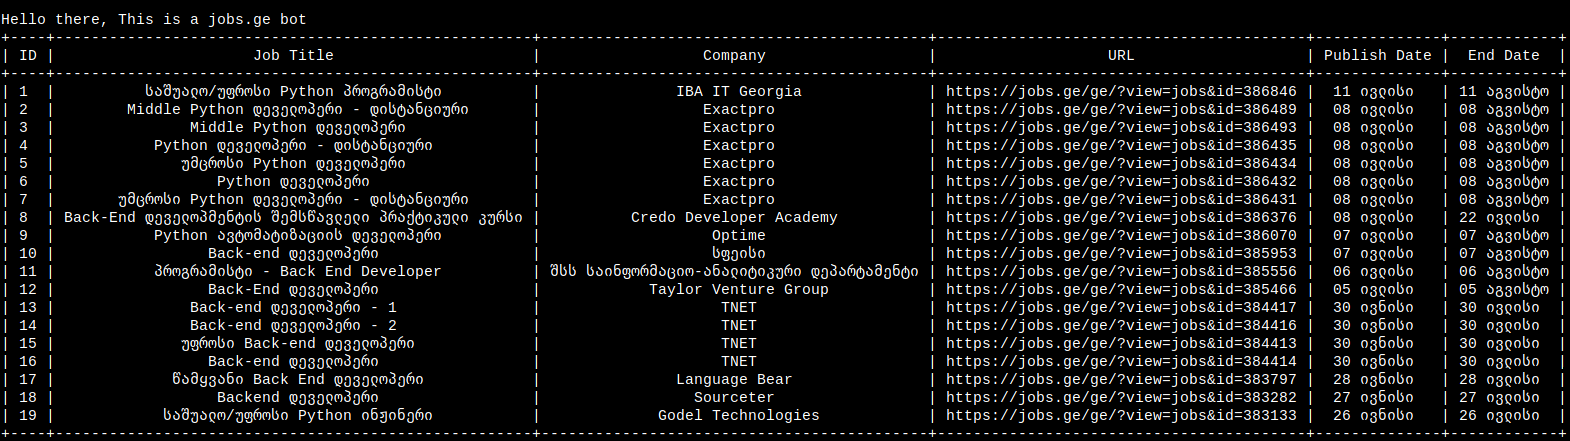 Hello there, This is a jobs.ge bot
| ID | Job Title | Company | URL | Publish Date | End Date |
| 1 | საშუალო/უფროსი Python პროგრამისტი | IBA IT Georgia | https://jobs.ge/ge/?view=jobs&id=386846 | 11 ივლისი | 11 აგვისტო |
| 2 | Middle Python დეველოპერი - დისტანციური | Exactpro | https://jobs.ge/ge/?view=jobs&id=386489 | 08 ივლისი | 08 აგვისტო |
| 3 | Middle Python დეველოპერი | Exactpro | https://jobs.ge/ge/?view=jobs&id=386493 | 08 ივლისი | 08 აგვისტო |
| 4 | Python დეველოპერი - დისტანციური | Exactpro | https://jobs.ge/ge/?view=jobs&id=386435 | 08 ივლისი | 08 აგვისტო |
| 5 | უმცროსი Python დეველოპერი | Exactpro | https://jobs.ge/ge/?view=jobs&id=386434 | 08 ივლისი | 08 აგვისტო |
| 6 | Python დეველოპერი | Exactpro | https://jobs.ge/ge/?view=jobs&id=386432 | 08 ივლისი | 08 აგვისტო |
| 7 | უმცროსი Python დეველოპერი - დისტანციური | Exactpro | https://jobs.ge/ge/?view=jobs&id=386431 | 08 ივლისი | 08 აგვისტო |
| 8 | Back-End დეველოპმენტის შემსწავლელი პრაქტიკული კურსი | Credo Developer Academy | https://jobs.ge/ge/?view=jobs&id=386376 | 08 ივლისი | 22 ივლისი |
| 9 | Python ავტომატიზაციის დეველოპერი | Optime | https://jobs.ge/ge/?view=jobs&id=386070 | 07 ივლისი | 07 აგვისტო |
| 10 | Back-end დეველოპერი | სფეისი | https://jobs.ge/ge/?view=jobs&id=385953 | 07 ივლისი | 07 აგვისტო |
| 11 | პროგრამისტი - Back End Developer | შსს საინფორმაციო-ანალიტიკური დეპარტამენტი | https://jobs.ge/ge/?view=jobs&id=385556 | 06 ივლისი | 06 აგვისტო |
| 12 | Back-End დეველოპერი | Taylor Venture Group | https://jobs.ge/ge/?view=jobs&id=385466 | 05 ივლისი | 05 აგვისტო |
| 13 | Back-end დეველოპერი - 1 | TNET | https://jobs.ge/ge/?view=jobs&id=384417 | 30 ივნისი | 30 ივლისი |
| 14 | Back-end დეველოპერი - 2 | TNET | https://jobs.ge/ge/?view=jobs&id=384416 | 30 ივნისი | 30 ივლისი |
| 15 | უფროსი Back-end დეველოპერი | TNET | https://jobs.ge/ge/?view=jobs&id=384413 | 30 ივნისი | 30 ივლისი |
| 16 | Back-end დეველოპერი | TNET | https://jobs.ge/ge/?view=jobs&id=384414 | 30 ივნისი | 30 ივლისი |
| 17 | წამყვანი Back End დეველოპერი | Language Bear | https://jobs.ge/ge/?view=jobs&id=383797 | 28 ივნისი | 28 ივლისი |
| 18 | Backend დეველოპერი | Sourceter | https://jobs.ge/ge/?view=jobs&id=383282 | 27 ივნისი | 27 ივლისი |
| 19 | საშუალო/უფროსი Python ინჟინერი | Godel Technologies | https://jobs.ge/ge/?view=jobs&id=383133 | 26 ივნისი | 26 ივლისი |